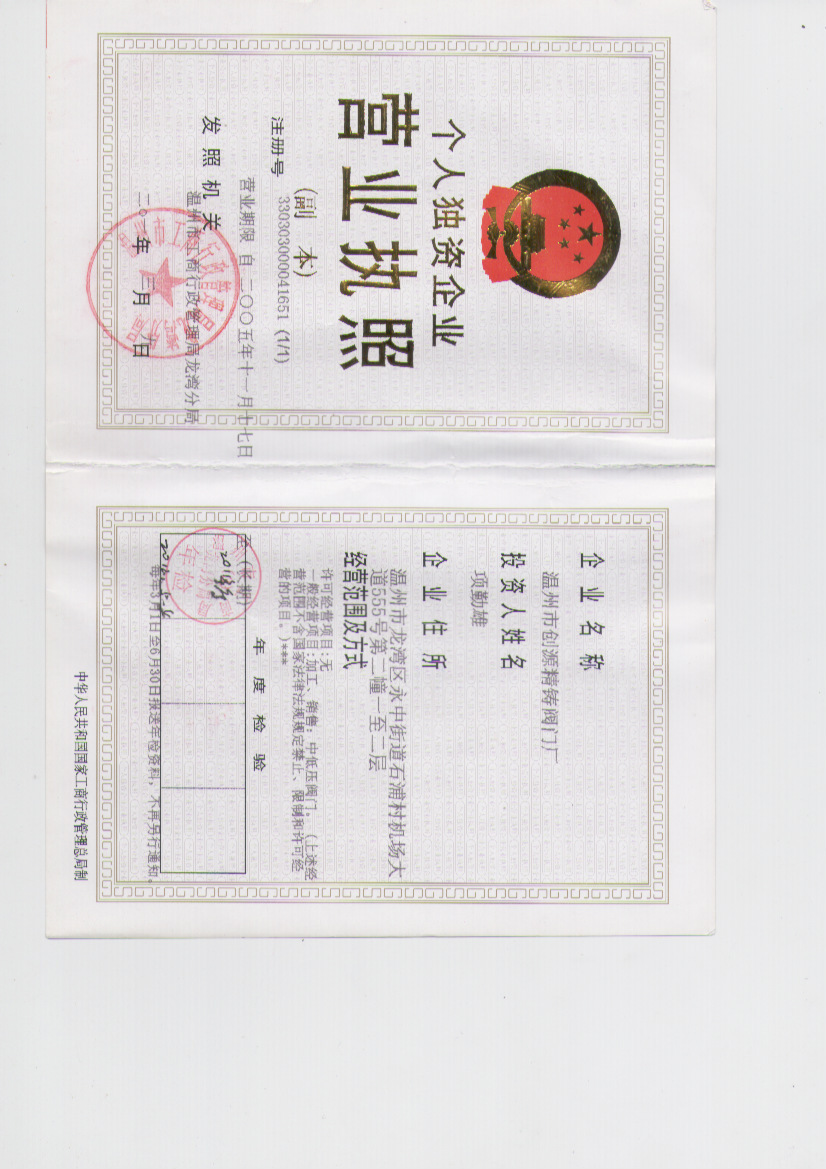 个人独资企业
营业执照
(副 本)
注册号 330303000041651 (1/1)
营业期限 自 二〇〇五年十一月十七日
至 (长期)
发照机关
温州市工商行政管理局龙湾分局
年 月 日
企业名称
温州市创源精铸阀门厂
投资人姓名
项勤雄
企业住所
温州市龙湾区永中街道石浦村机场大
道555号第二幢一至二层
经营范围及方式
许可经营项目:无
一般经营项目:加工、销售:中低压阀门。(上述经
营范围不含国家法律法规规定禁止、限制和许可经
营的项目。)***
年度检验
年检
每年3月1日至6月30日报送年检资料,不再另行通知。
中华人民共和国国家工商行政管理总局制